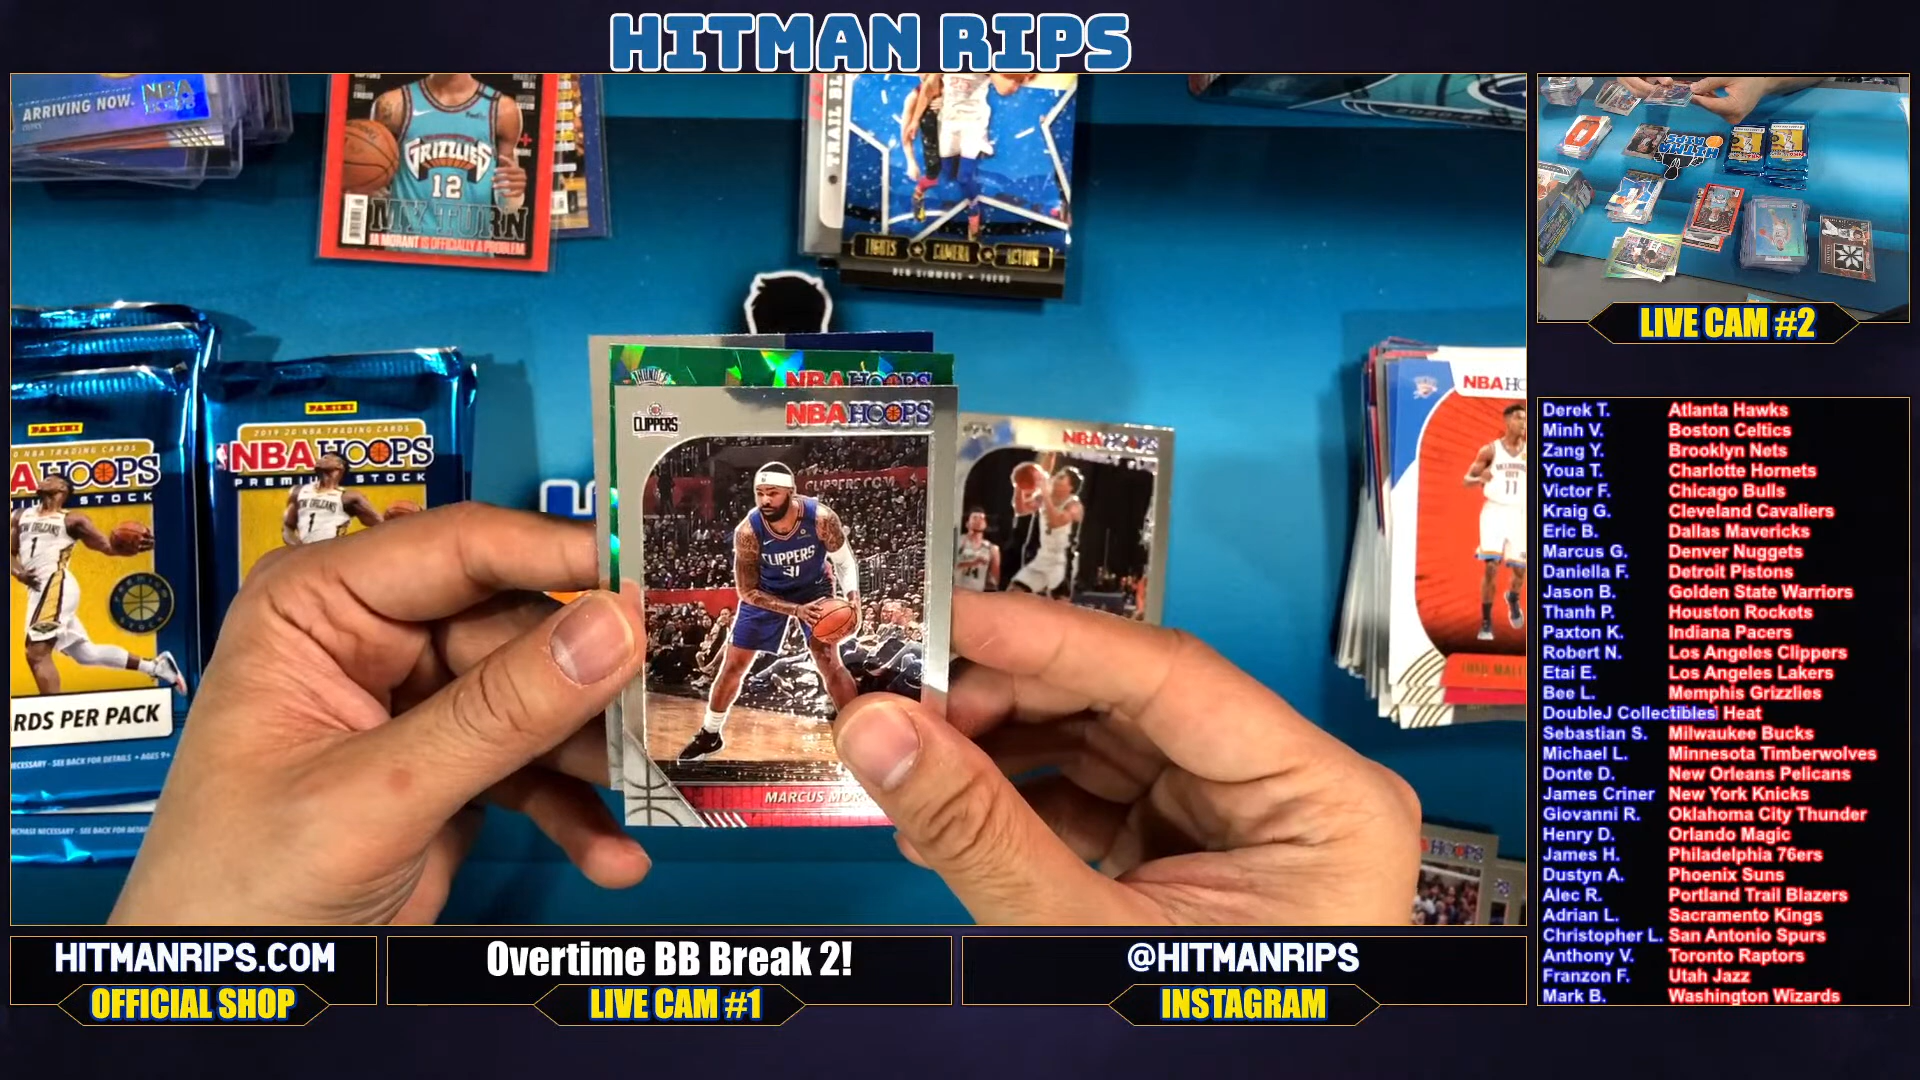 HITMAN RIPS
ARRIVING NOW.
NBA
GRIZZLIES
12
MY TURN
JA MORANT IS OFFICIALLY A PROBLEM
TRAIL BL
LIGHTS CAMERA ACTION
BEN SIMMONS • 76ERS
PANINI
NBA HOOPS
PANINI
2019-20 NBA TRADING CARDS
NBA HOOPS
PREMIUM STOCK
RDS PER PACK
THUNDER
NBA HOOPS
CLIPPERS
NBA HOOPS
CLIPPERS
31
MARCUS MOR
NBA HOOPS
NBA HO
11
HOOPS
LIVE CAM #2
Derek T. Atlanta Hawks
Minh V. Boston Celtics
Zang Y. Brooklyn Nets
Youa T. Charlotte Hornets
Victor F. Chicago Bulls
Kraig G. Cleveland Cavaliers
Eric B. Dallas Mavericks
Marcus G. Denver Nuggets
Daniella F. Detroit Pistons
Jason B. Golden State Warriors
Thanh P. Houston Rockets
Paxton K. Indiana Pacers
Robert N. Los Angeles Clippers
Etai E. Los Angeles Lakers
Bee L. Memphis Grizzlies
DoubleJ Collectibles Heat
Sebastian S. Milwaukee Bucks
Michael L. Minnesota Timberwolves
Donte D. New Orleans Pelicans
James Criner New York Knicks
Giovanni R. Oklahoma City Thunder
Henry D. Orlando Magic
James H. Philadelphia 76ers
Dustyn A. Phoenix Suns
Alec R. Portland Trail Blazers
Adrian L. Sacramento Kings
Christopher L. San Antonio Spurs
Anthony V. Toronto Raptors
Franzon F. Utah Jazz
Mark B. Washington Wizards
HITMANRIPS.COM
OFFICIAL SHOP
Overtime BB Break 2!
LIVE CAM #1
@HITMANRIPS
INSTAGRAM